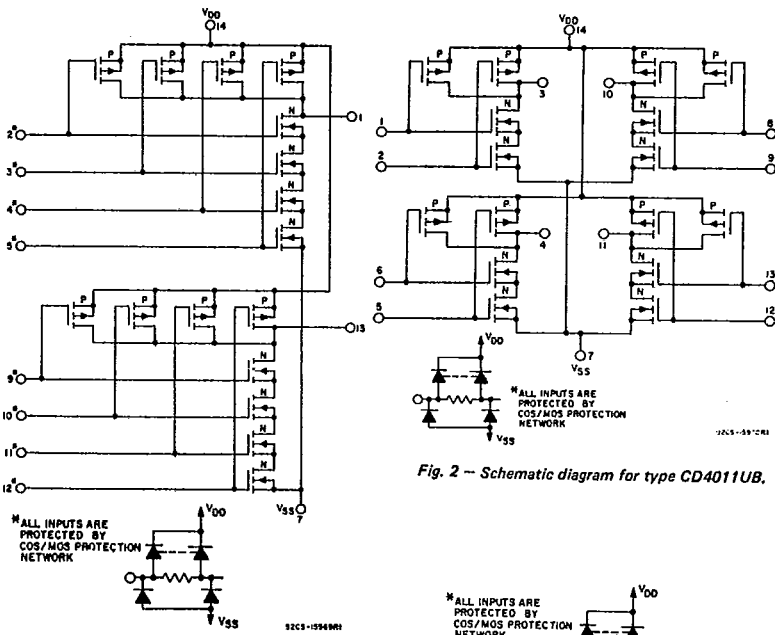 VDD
14
P P P P
1
2*
N
3*
N
4*
N
5*
N
P P P P
13
9*
N
10*
N
11*
N
12*
N
VSS
7
*ALL INPUTS ARE
PROTECTED BY
COS/MOS PROTECTION
NETWORK
VDD
VSS
92CS-15969R1
VDD
14
P P P P
3
10
1
N N
8
2
N N
9
P P P P
4
11
6
N N
13
5
N N
12
7
VSS
VDD
*ALL INPUTS ARE
PROTECTED BY
COS/MOS PROTECTION
NETWORK
VSS
Fig. 2 — Schematic diagram for type CD4011UB.
*ALL INPUTS ARE
PROTECTED BY
COS/MOS PROTECTION
NETWORK
VDD